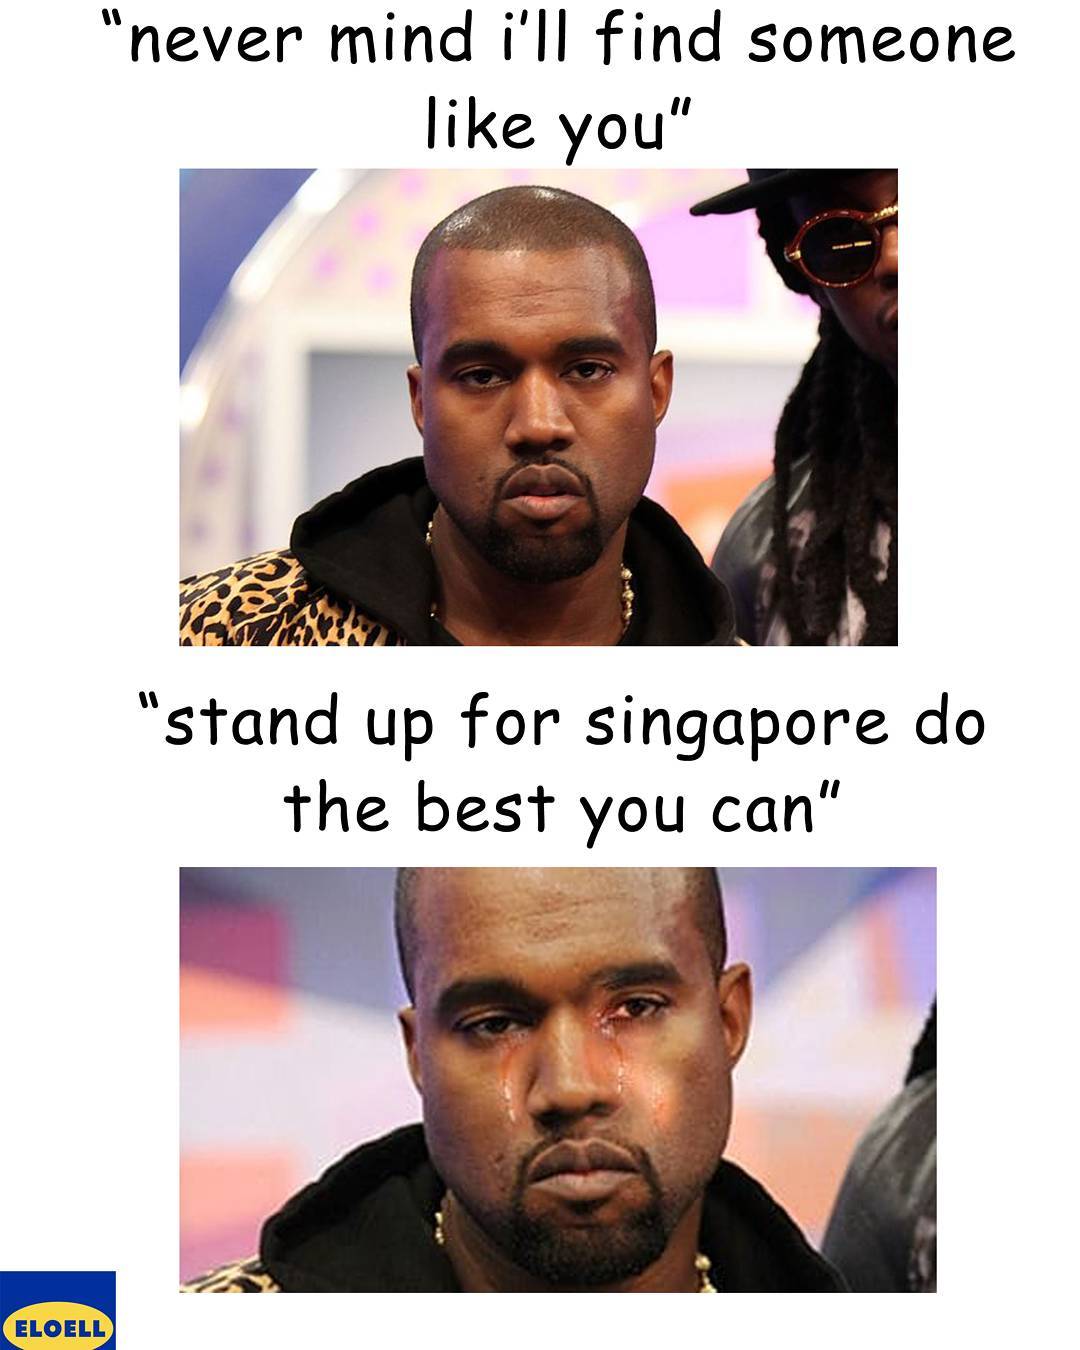 “never mind i’ll find someone
like you”
“stand up for singapore do
the best you can”
ELOELL